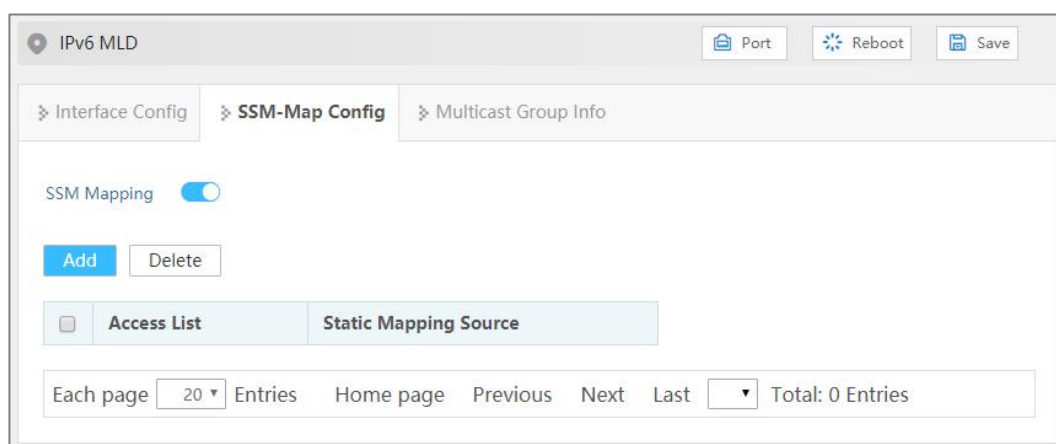 IPv6 MLD Port Reboot Save
Interface Config SSM-Map Config Multicast Group Info
SSM Mapping
Add Delete
Access List Static Mapping Source
Each page 20 Entries Home page Previous Next Last Total: 0 Entries